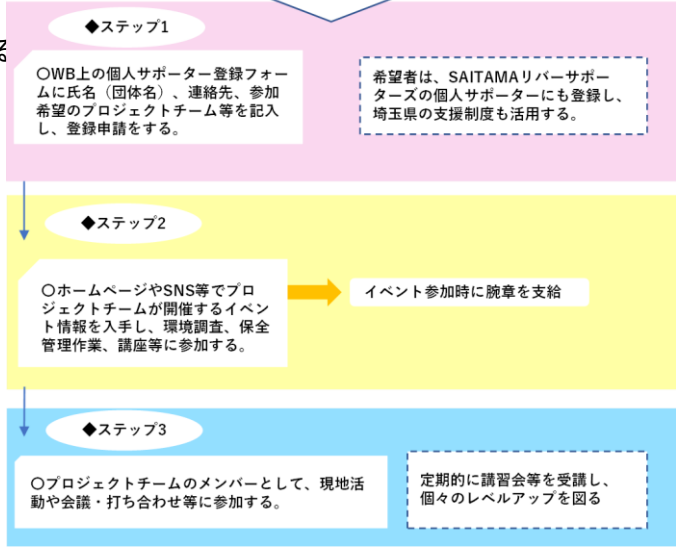 ◆ステップ1
〇WB上の個人サポーター登録フォー
ムに氏名（団体名）、連絡先、参加
希望のプロジェクトチーム等を記入
し、登録申請をする。
希望者は、SAITAMAリバーサポー
ターズの個人サポーターにも登録し、
埼玉県の支援制度も活用する。
◆ステップ2
〇ホームページやSNS等でプロ
ジェクトチームが開催するイベン
ト情報を入手し、環境調査、保全
管理作業、講座等に参加する。
イベント参加時に腕章を支給
◆ステップ3
〇プロジェクトチームのメンバーとして、現地活
動や会議・打ち合わせ等に参加する。
定期的に講習会等を受講し、
個々のレベルアップを図る